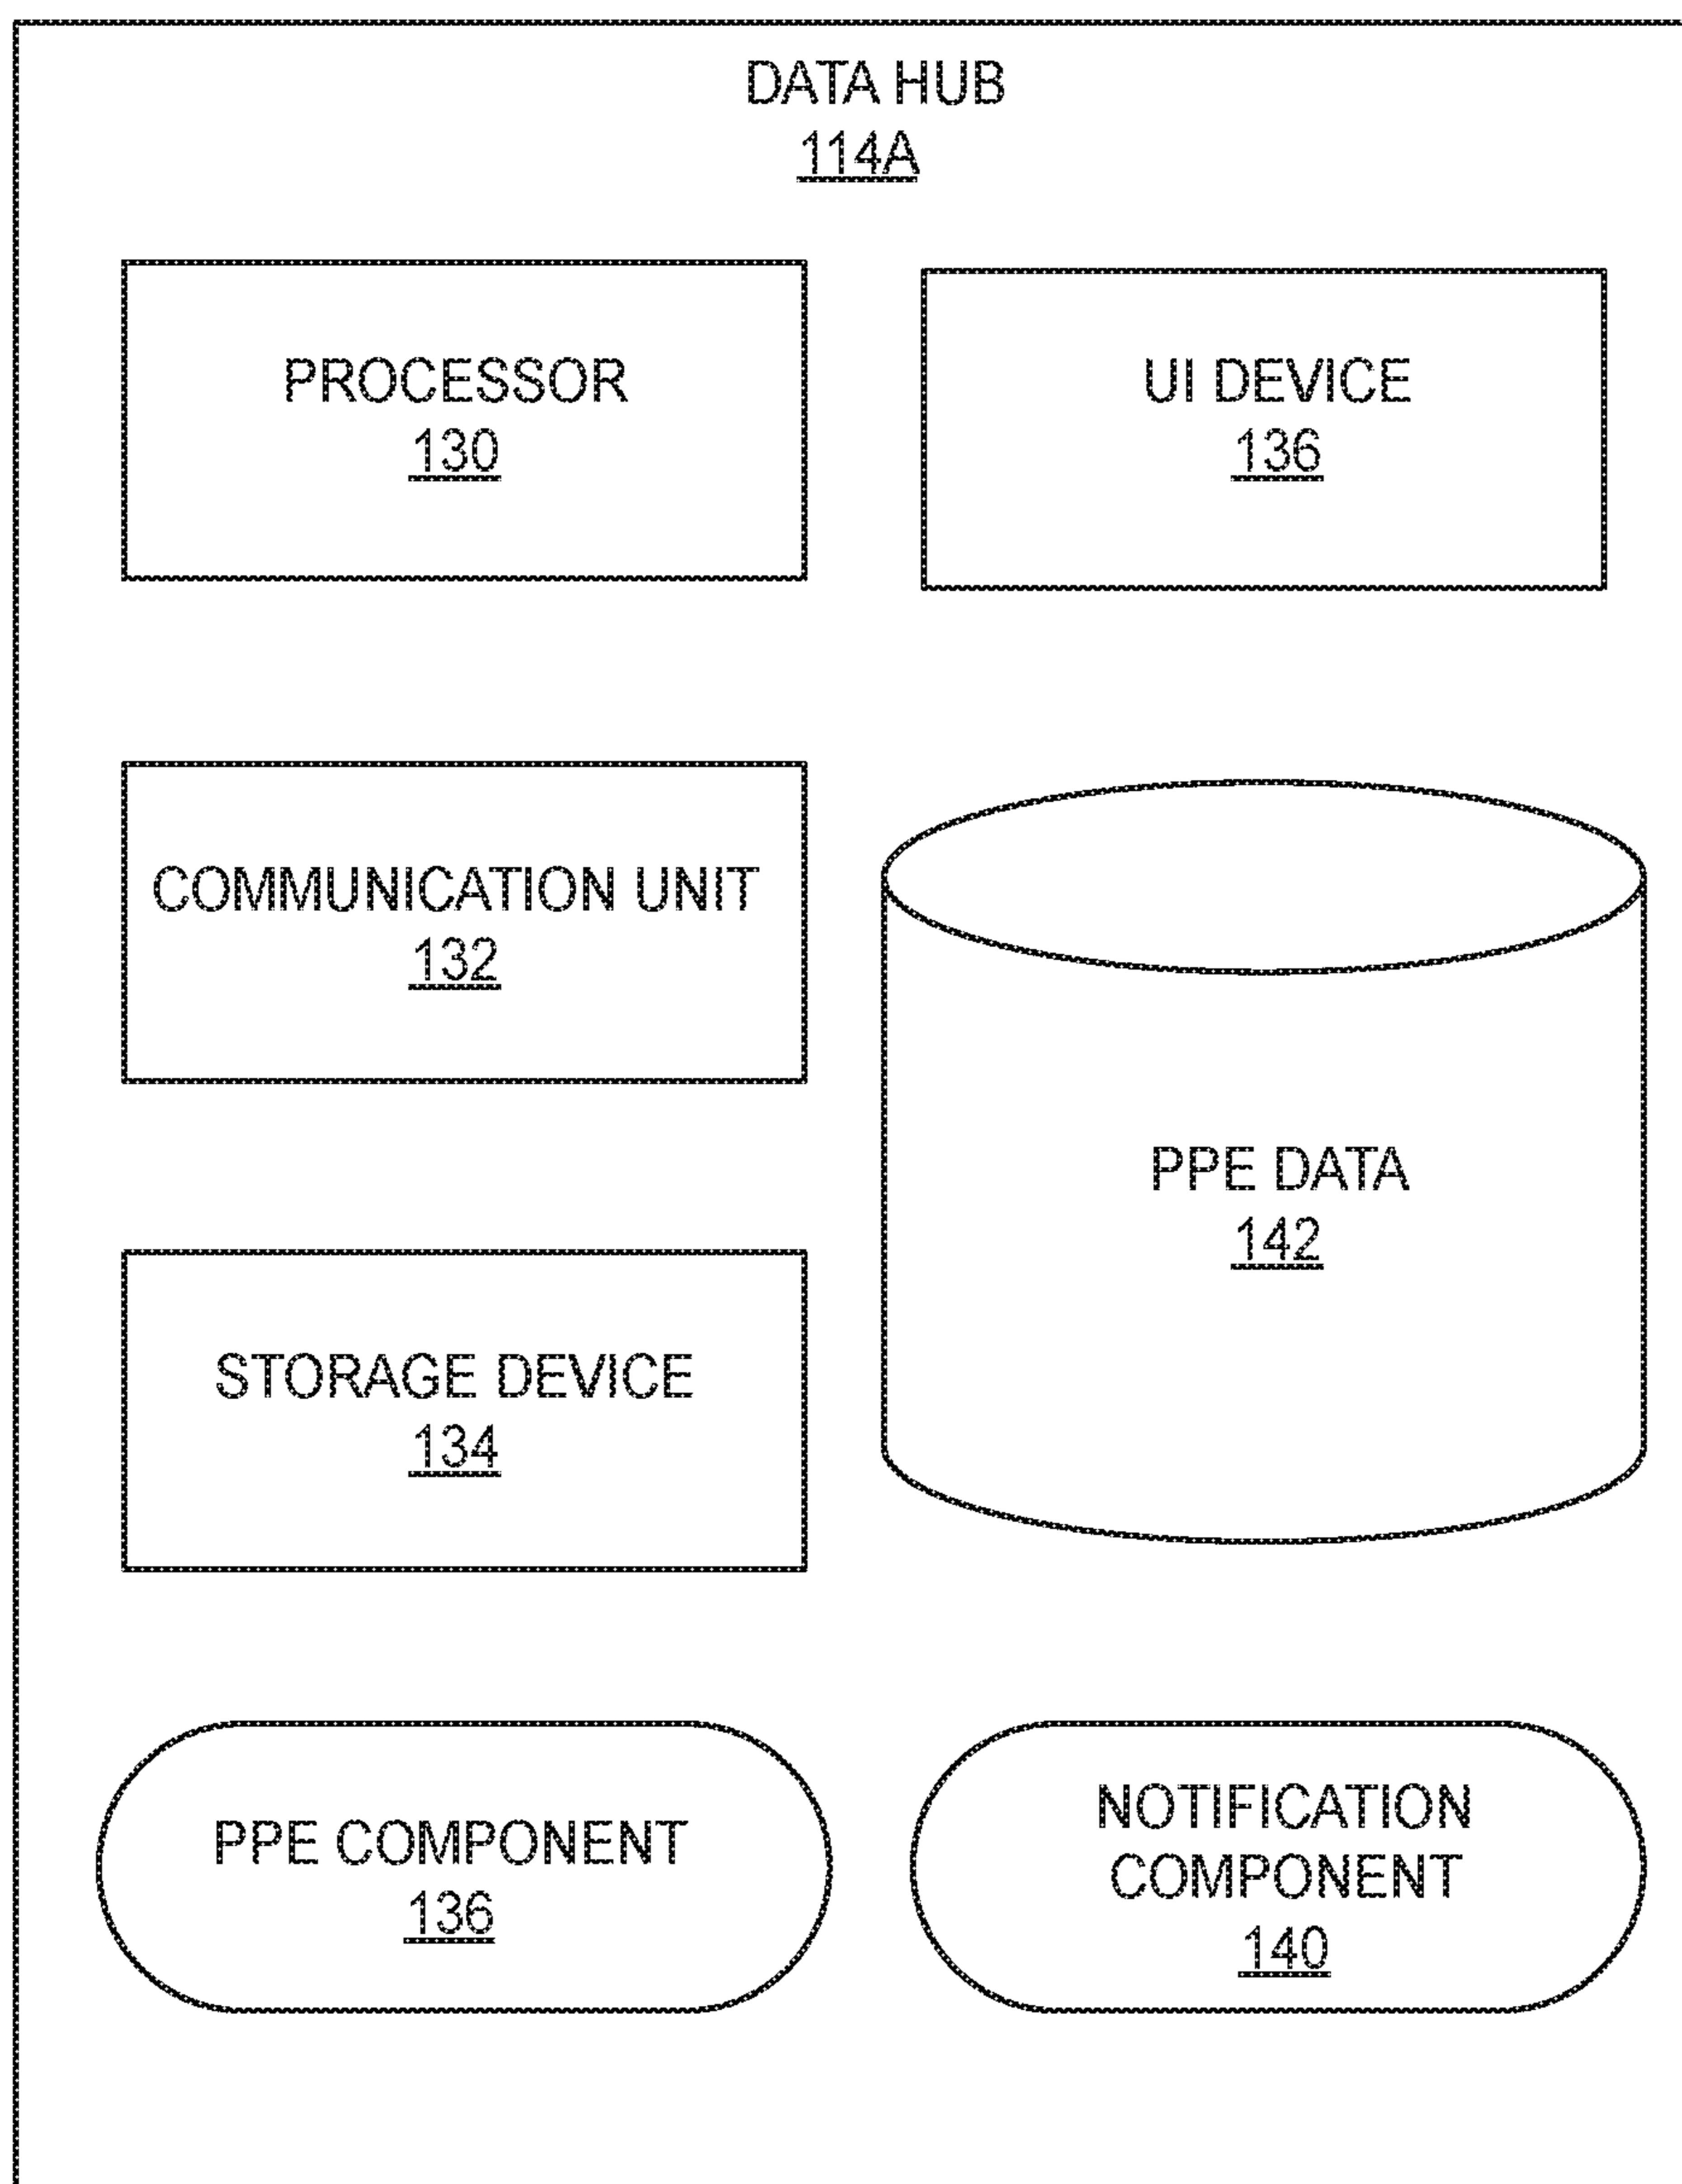 DATA HUB
114A
PROCESSOR
130
UI DEVICE
136
COMMUNICATION UNIT
132
PPE DATA
142
STORAGE DEVICE
134
PPE COMPONENT
136
NOTIFICATION
COMPONENT
140